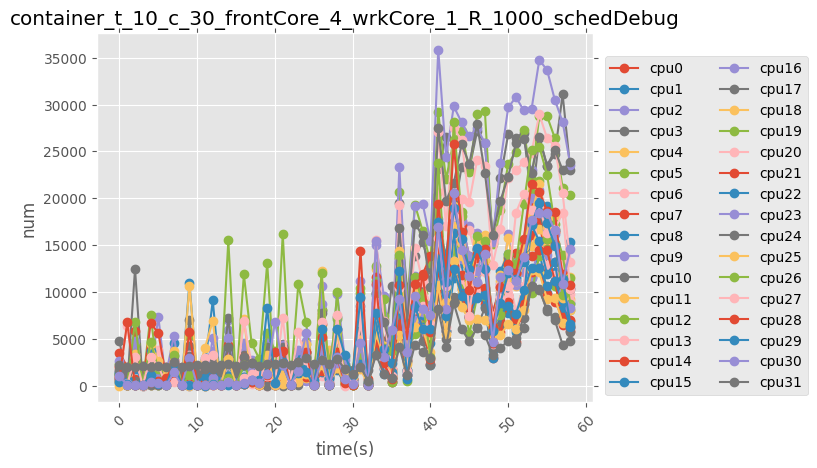 container_t_10_c_30_frontCore_4_wrkCore_1_R_1000_schedDebug
35000
30000
25000
20000
15000
10000
5000
0
num
0
10
20
30
40
50
60
time(s)
cpu0
cpu1
cpu2
cpu3
cpu4
cpu5
cpu6
cpu7
cpu8
cpu9
cpu10
cpu11
cpu12
cpu13
cpu14
cpu15
cpu16
cpu17
cpu18
cpu19
cpu20
cpu21
cpu22
cpu23
cpu24
cpu25
cpu26
cpu27
cpu28
cpu29
cpu30
cpu31